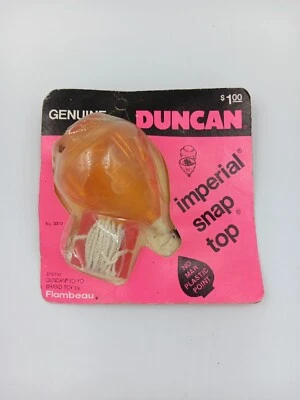 $1.00
GENUINE DUNCAN
imperial®
snap®
top®
NO MAR
PLASTIC
POINT
Flambeau